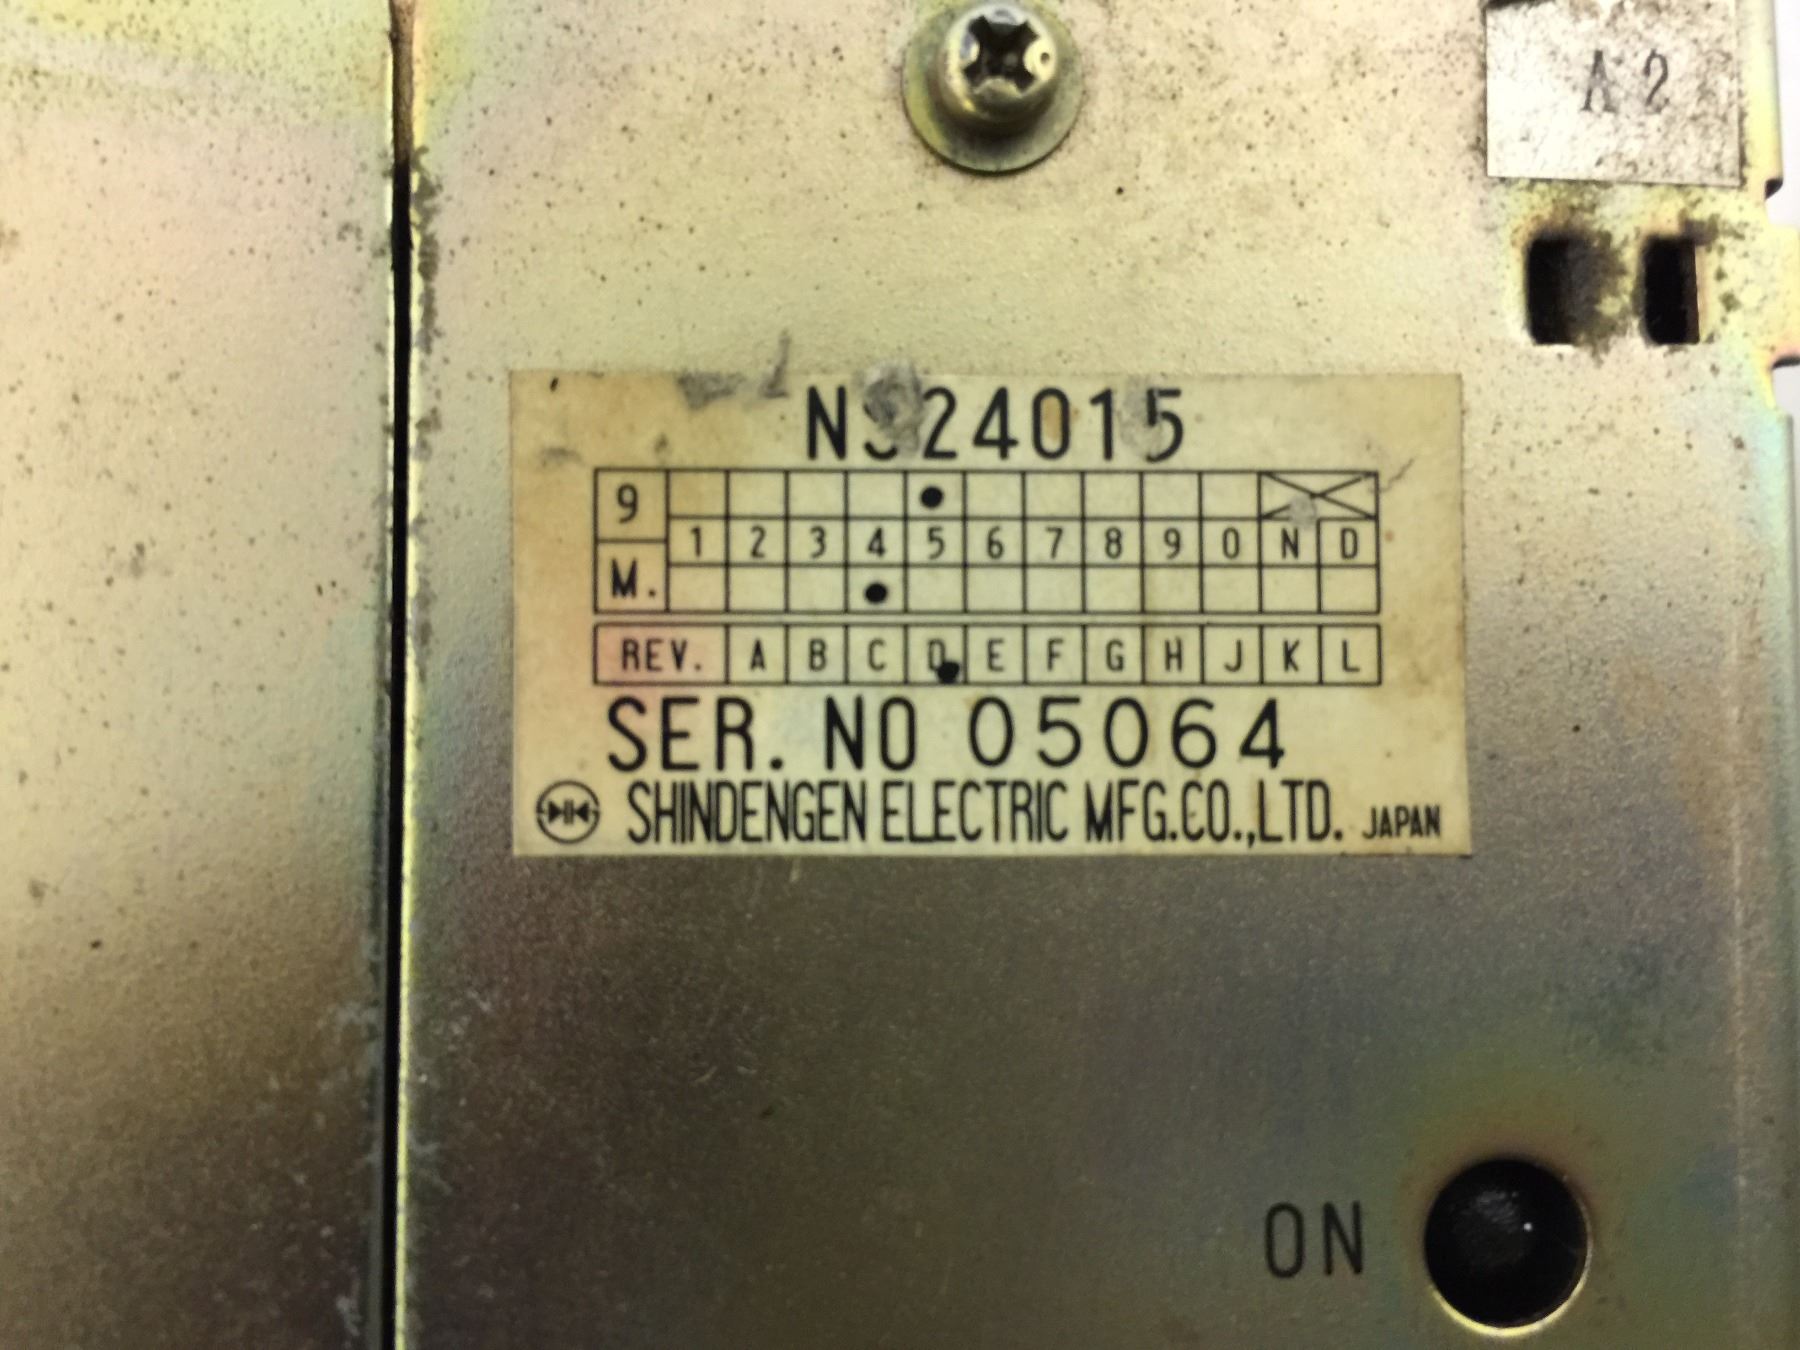 A2
9
1 2 3 4 5 6 7 8 9 0 N D
M.
REV. A B C D E F G H J K L
SER. NO 05064
SHINDENGEN ELECTRIC MFG.CO.,LTD. JAPAN
ON